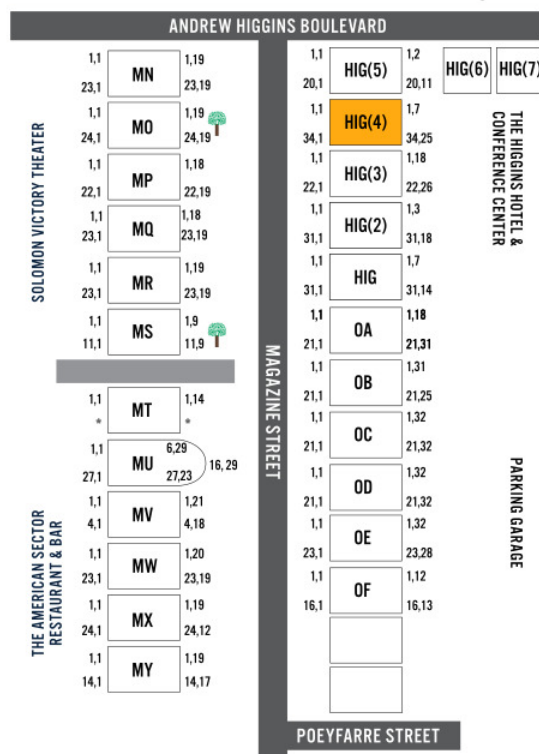 ANDREW HIGGINS BOULEVARD
1,1 MN 1,19
23,1 23,19
1,1 MO 1,19
24,1 24,19
1,1 MP 1,18
22,1 22,19
1,1 MQ 1,18
23,1 23,19
1,1 MR 1,19
23,1 23,19
1,1 MS 1,9
11,1 11,9
1,1 MT 1,14
* *
1,1 MU 6,29
27,1 27,23
16, 29
1,1 MV 1,21
4,1 4,18
1,1 MW 1,20
23,1 23,19
1,1 MX 1,19
24,1 24,12
1,1 MY 1,19
14,1 14,17
SOLOMON VICTORY THEATER
THE AMERICAN SECTOR
RESTAURANT & BAR
MAGAZINE STREET
1,1 HIG(5) 1,2
20,1 20,11
HIG(6) HIG(7)
1,1 HIG(4) 1,7
34,1 34,25
1,1 HIG(3) 1,18
22,1 22,26
1,1 HIG(2) 1,3
31,1 31,18
1,1 HIG 1,7
31,1 31,14
1,1 OA 1,18
21,1 21,31
1,1 OB 1,31
21,1 21,25
1,1 OC 1,32
21,1 21,32
1,1 OD 1,32
21,1 21,32
1,1 OE 1,32
23,1 23,28
1,1 OF 1,12
16,1 16,13
THE HIGGINS HOTEL &
CONFERENCE CENTER
PARKING GARAGE
POEYFARRE STREET